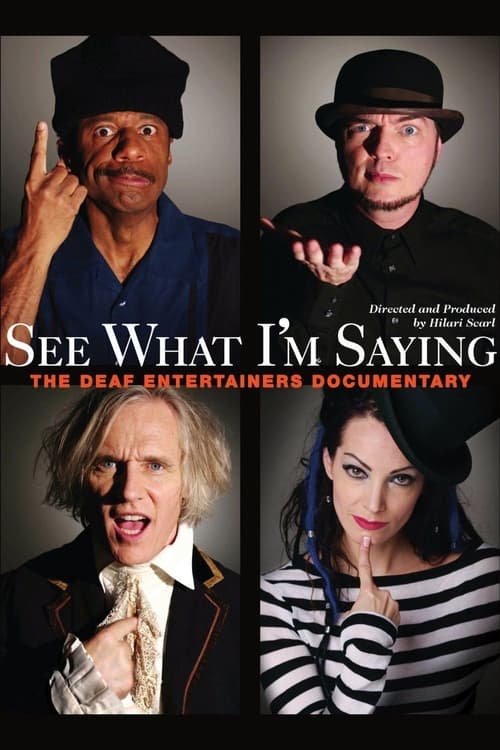 Directed and Produced
by Hilari Scarl
SEE WHAT I'M SAYING
THE DEAF ENTERTAINERS DOCUMENTARY